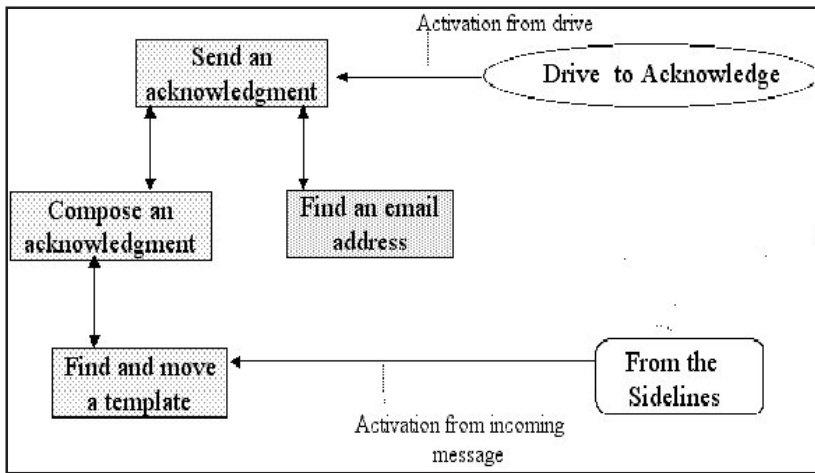 Activation from drive
Send an
acknowledgment
Drive to Acknowledge
Compose an
acknowledgment
Find an email
address
Find and move
a template
From the
Sidelines
Activation from incoming
message